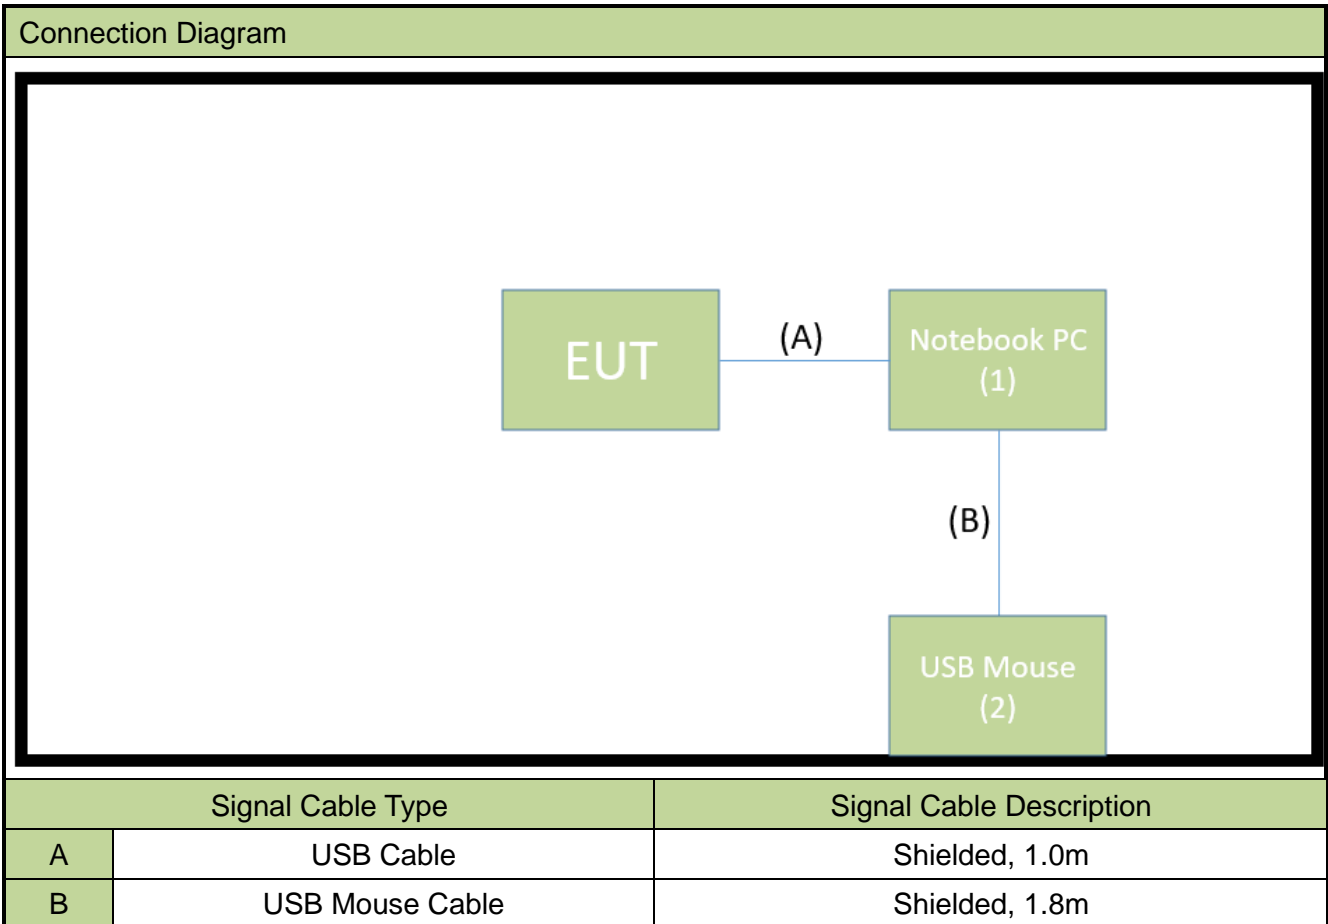 Connection Diagram
EUT
(A)
Notebook PC
(1)
(B)
USB Mouse
(2)
Signal Cable Type Signal Cable Description
A USB Cable Shielded, 1.0m
B USB Mouse Cable Shielded, 1.8m